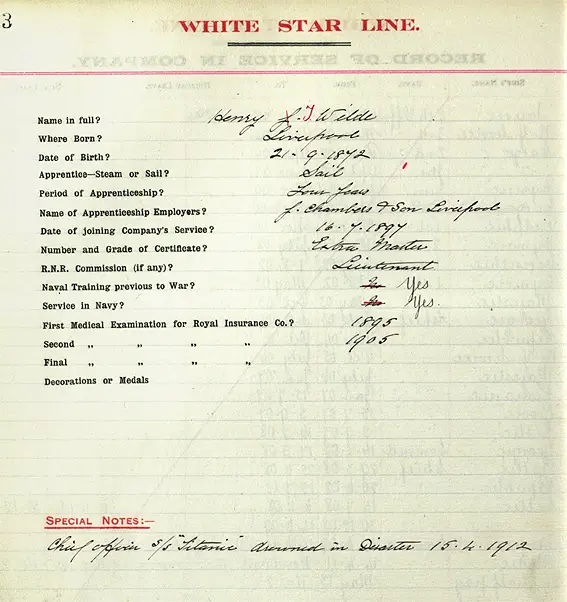 3
WHITE STAR LINE.
Name in full? Henry T Wilde
Where Born? Liverpool
Date of Birth? 21-9-1872
Apprentice—Steam or Sail? Sail
Period of Apprenticeship? Four Years
Name of Apprenticeship Employers? J. Chambers & Son Liverpool
Date of joining Company's Service? 16-7-1897
Number and Grade of Certificate? Extra Master
R.N.R. Commission (if any)? Lieutenant
Naval Training previous to War? No Yes
Service in Navy? No Yes.
First Medical Examination for Royal Insurance Co.? 1895
Second „ „ „ „ 1905
Final „ „ „ „
Decorations or Medals
SPECIAL NOTES:—
Chief officer S/S "Titanic" drowned in Disaster 15.4.1912